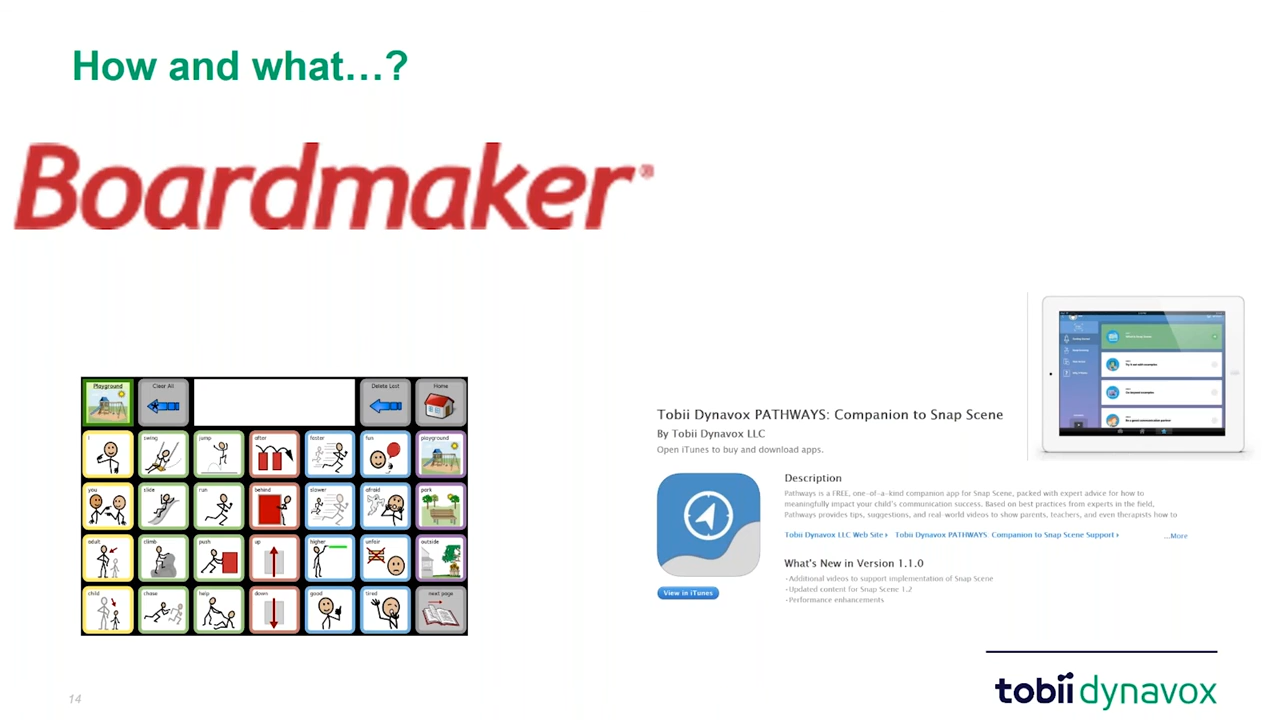 How and what...?
Boardmaker®
Playground
Clear All
Delete Last
Home
I
swing
jump
after
faster
fun
playground
you
slide
run
behind
slower
afraid
park
adult
climb
push
up
higher
unfair
outside
child
chase
help
down
good
tired
next page
Tobii Dynavox PATHWAYS: Companion to Snap Scene
By Tobii Dynavox LLC
Open iTunes to buy and download apps.
View in iTunes
Description
Pathways is a FREE, one-of-a-kind companion app for Snap Scene, packed with expert advice for how to
meaningfully impact your child's communication success. Based on best practices from experts in the field,
Pathways provides tips, suggestions, and real-world videos to show parents, teachers, and even therapists how to
Tobii Dynavox LLC Web Site Tobii Dynavox PATHWAYS: Companion to Snap Scene Support ...More
What's New in Version 1.1.0
-Additional videos to support implementation of Snap Scene
-Updated content for Snap Scene 1.2
-Performance enhancements
14
tobii dynavox